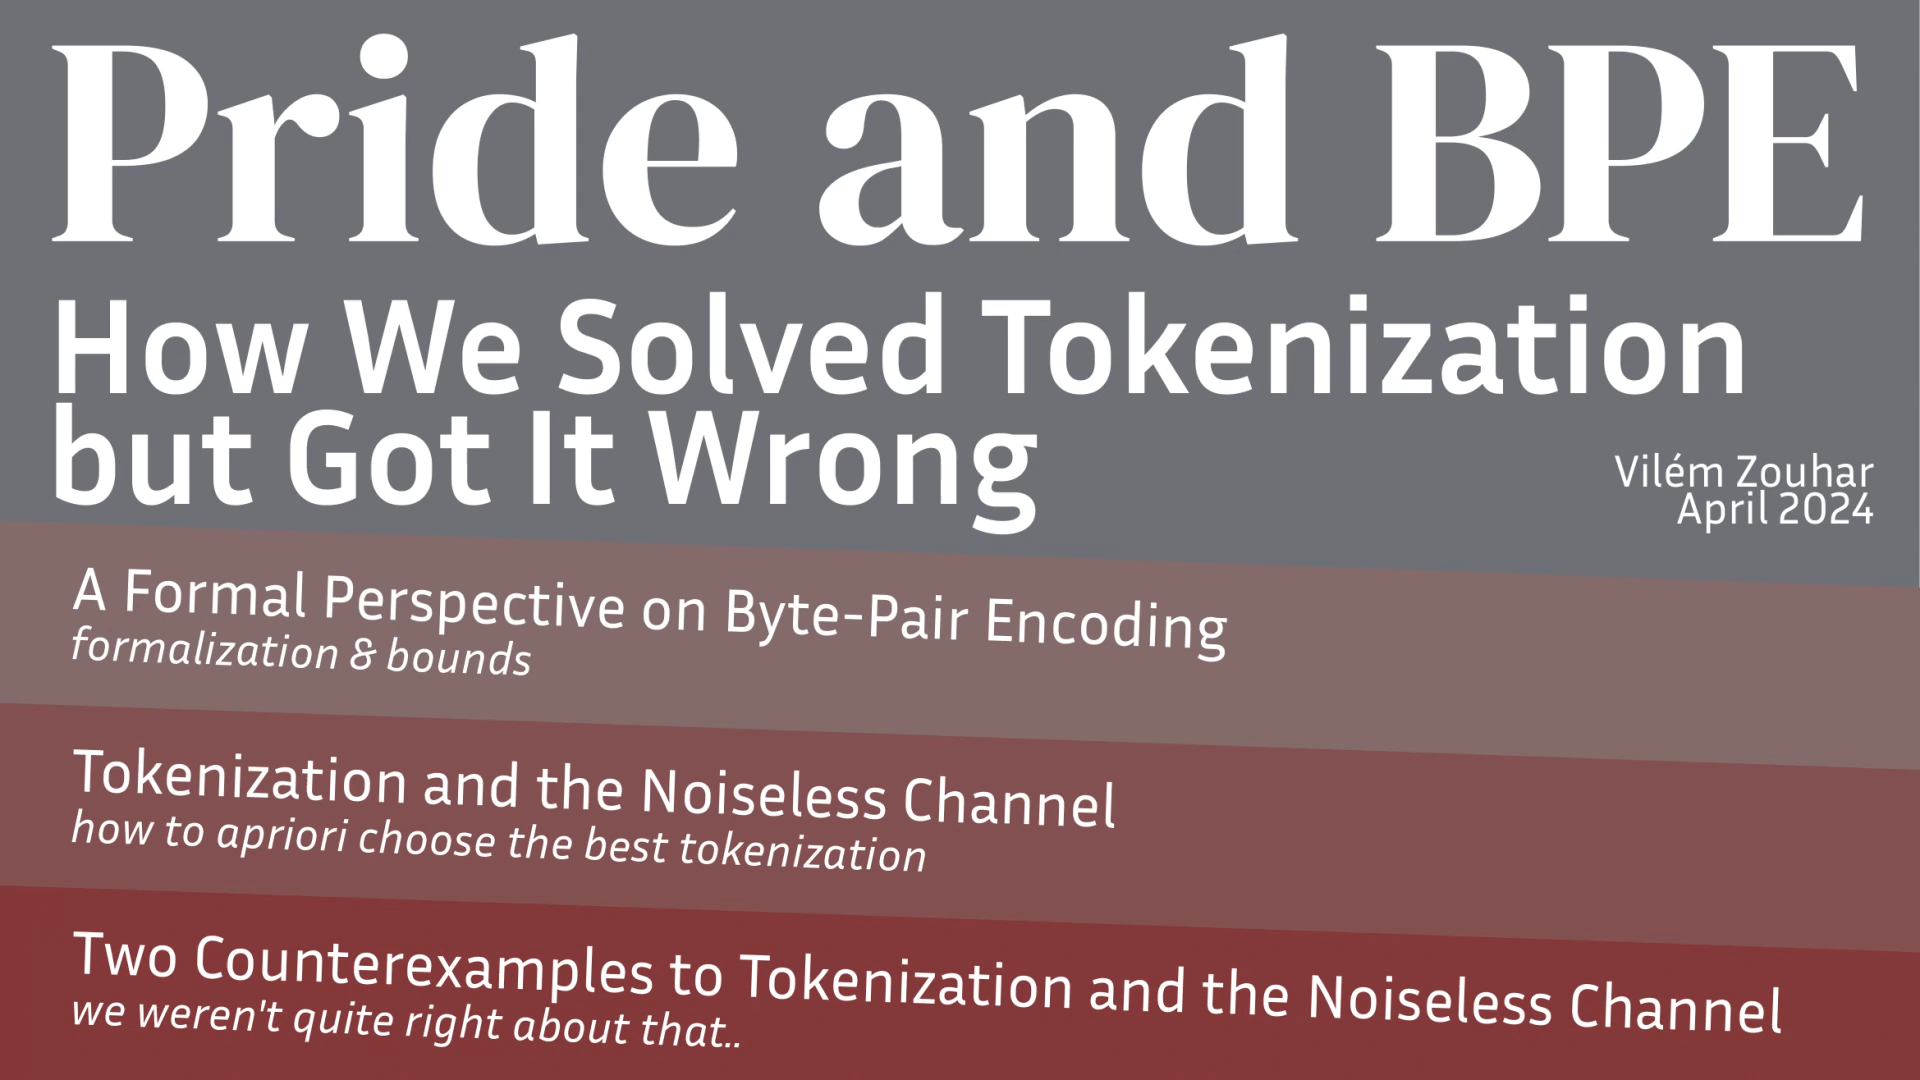 Pride and BPE
How We Solved Tokenization
but Got It Wrong
Vilém Zouhar
April 2024
A Formal Perspective on Byte-Pair Encoding
formalization & bounds
Tokenization and the Noiseless Channel
how to apriori choose the best tokenization
Two Counterexamples to Tokenization and the Noiseless Channel
we weren't quite right about that..